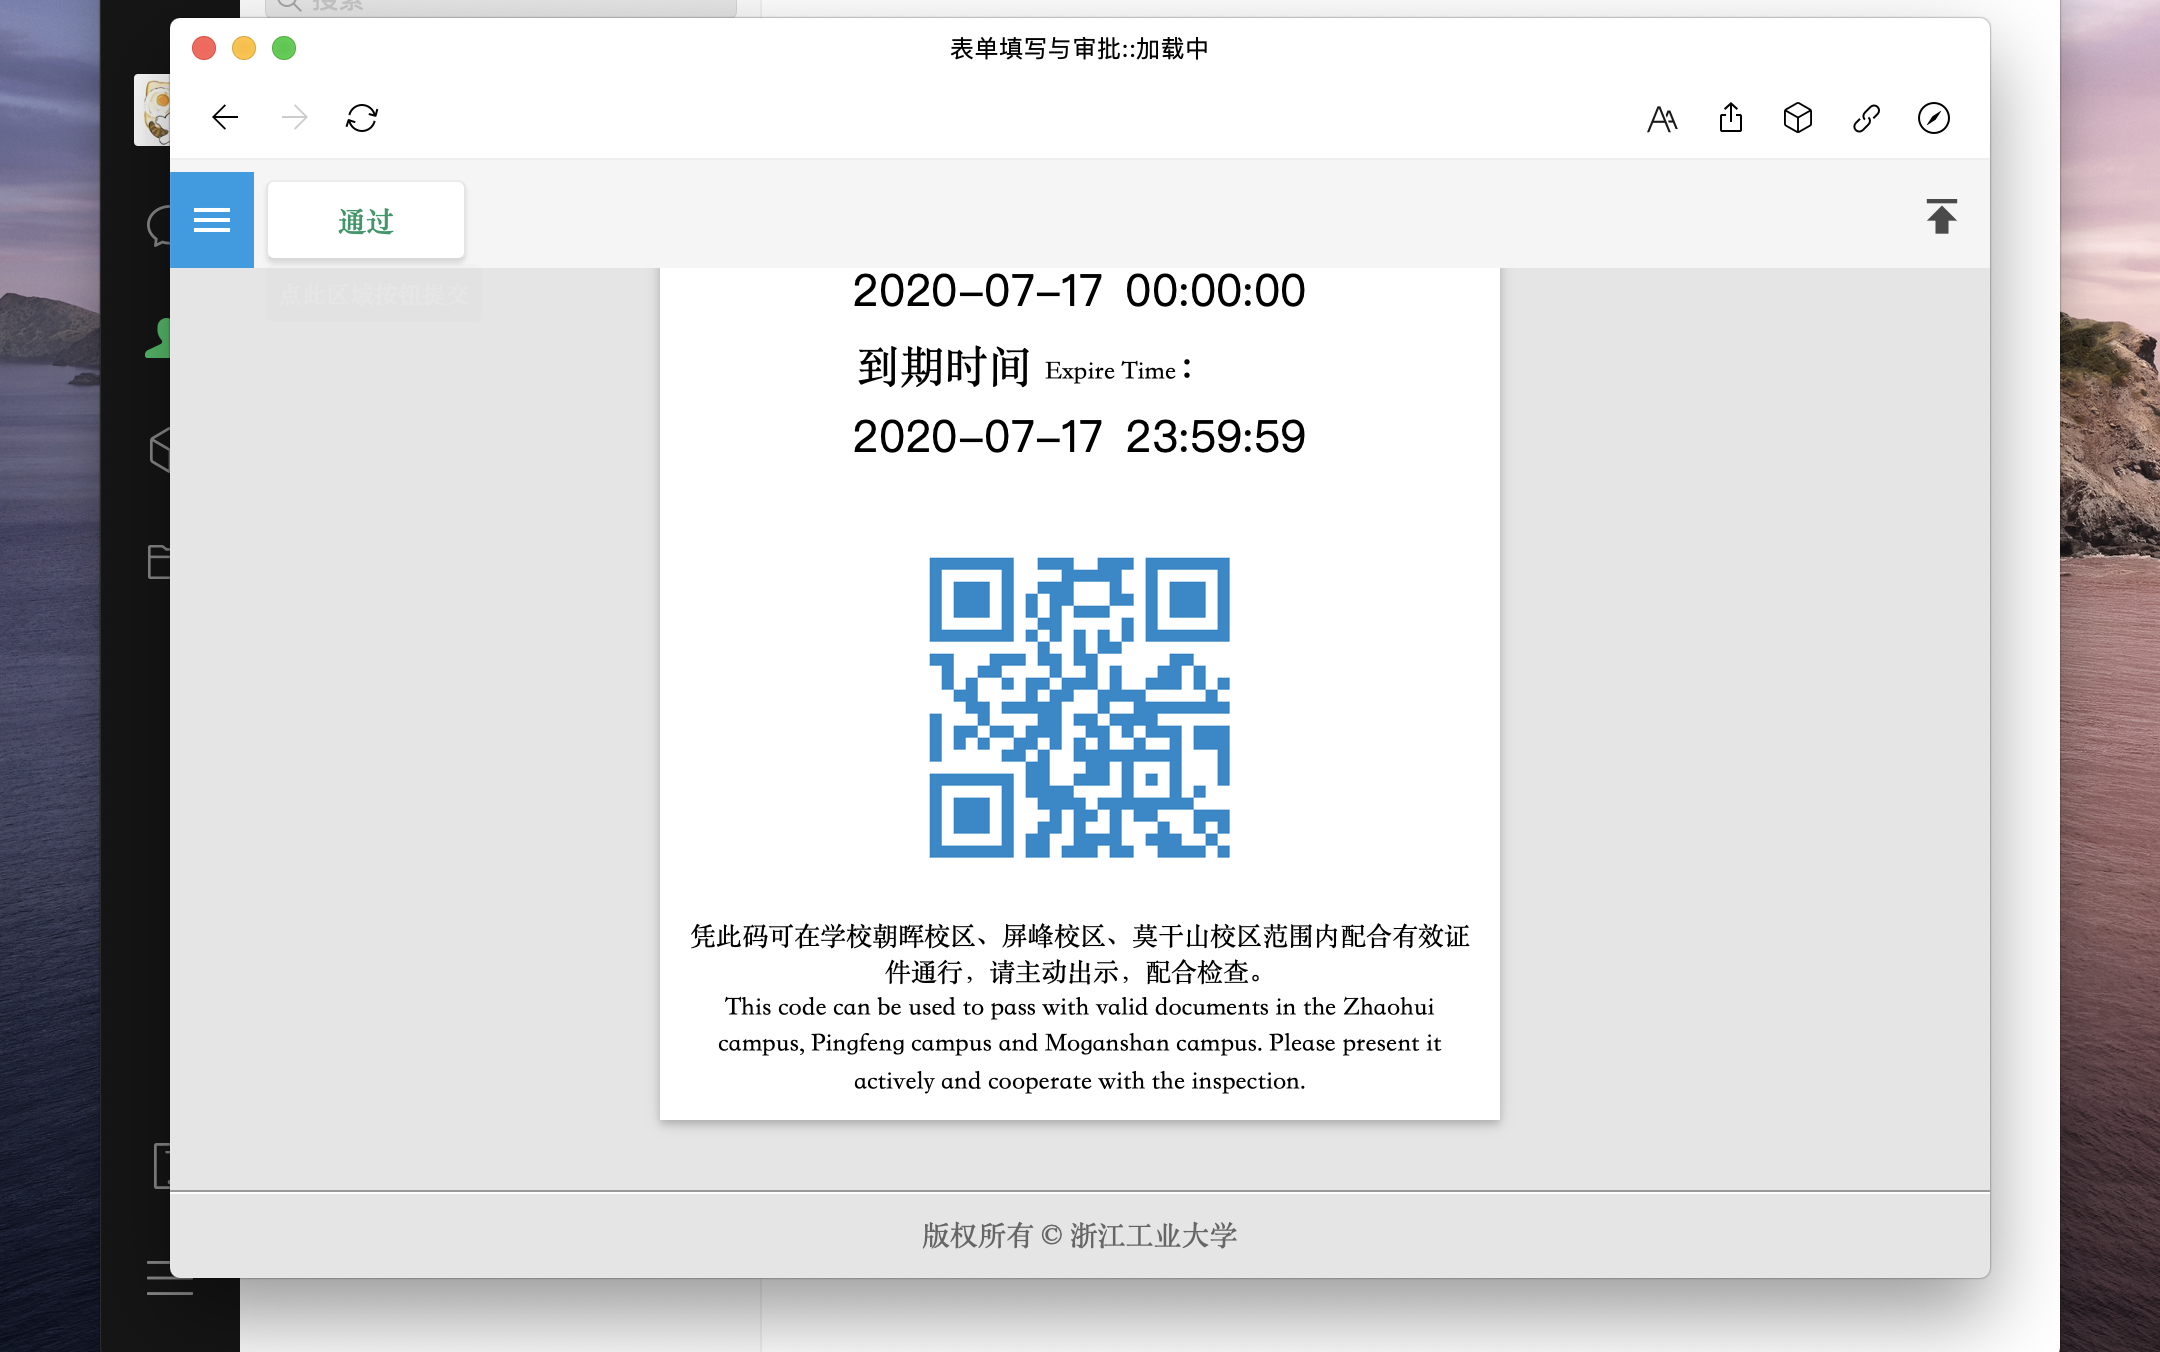 搜索
表单填写与审批::加载中
通过
点此区域按钮提交
2020-07-17 00:00:00
到期时间 Expire Time：
2020-07-17 23:59:59
凭此码可在学校朝晖校区、屏峰校区、莫干山校区范围内配合有效证
件通行，请主动出示，配合检查。
This code can be used to pass with valid documents in the Zhaohui
campus, Pingfeng campus and Moganshan campus. Please present it
actively and cooperate with the inspection.
版权所有 © 浙江工业大学